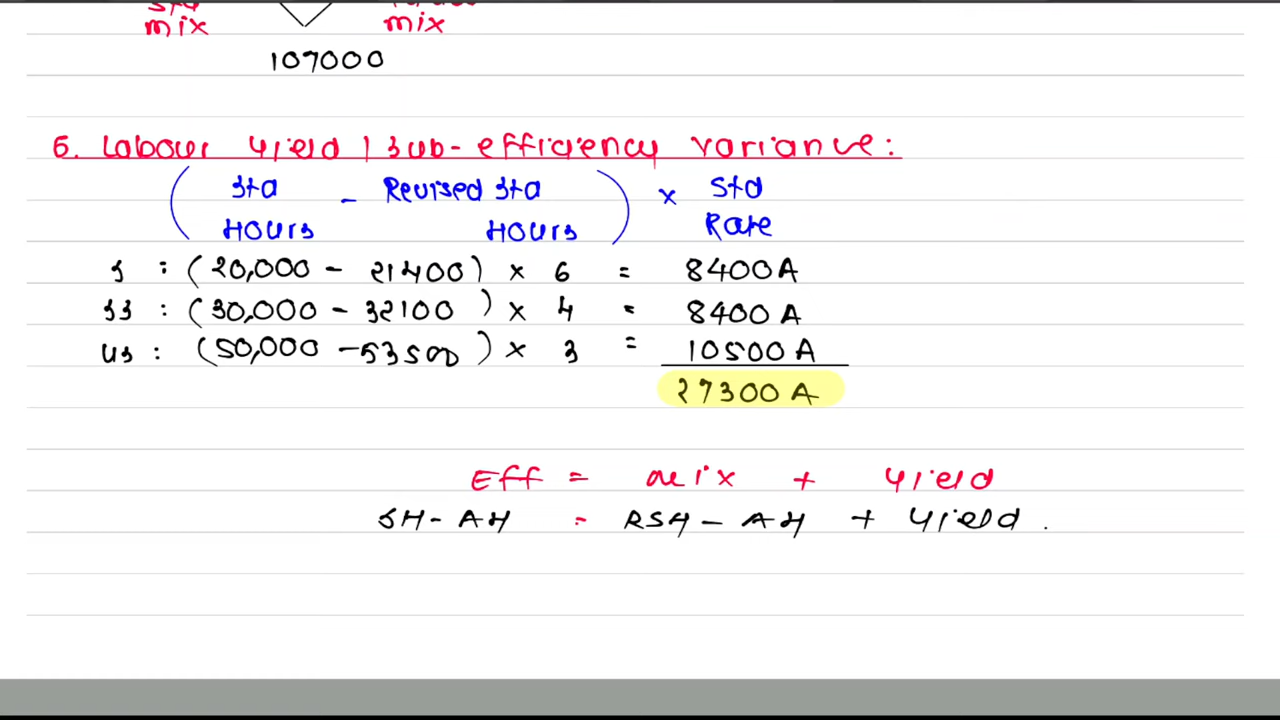 mix mix
107000
6. Labour Yield / Sub-efficiency variance:
( Std Hours - Revised Std Hours ) × Std Rate
S : (20,000 - 21400) × 6 = 8400A
SS : (30,000 - 32100 ) × 4 = 8400 A
US : (50,000 - 53500 ) × 3 = 10500 A
27300 A
Eff = mix + Yield
SH - AH = RSH - AH + Yield .